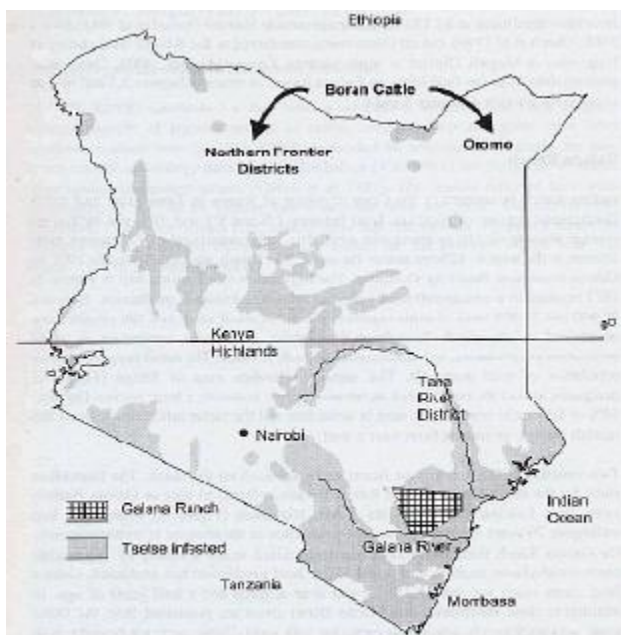 Ethiopia
Boran Cattle
Northern Frontier
Districts
Oromo
Kenya
Highlands
0°
Tana
River
District
Nairobi
Galana Ranch
Tsetse Infested
Indian
Ocean
Galana River
Tanzania
Mombasa